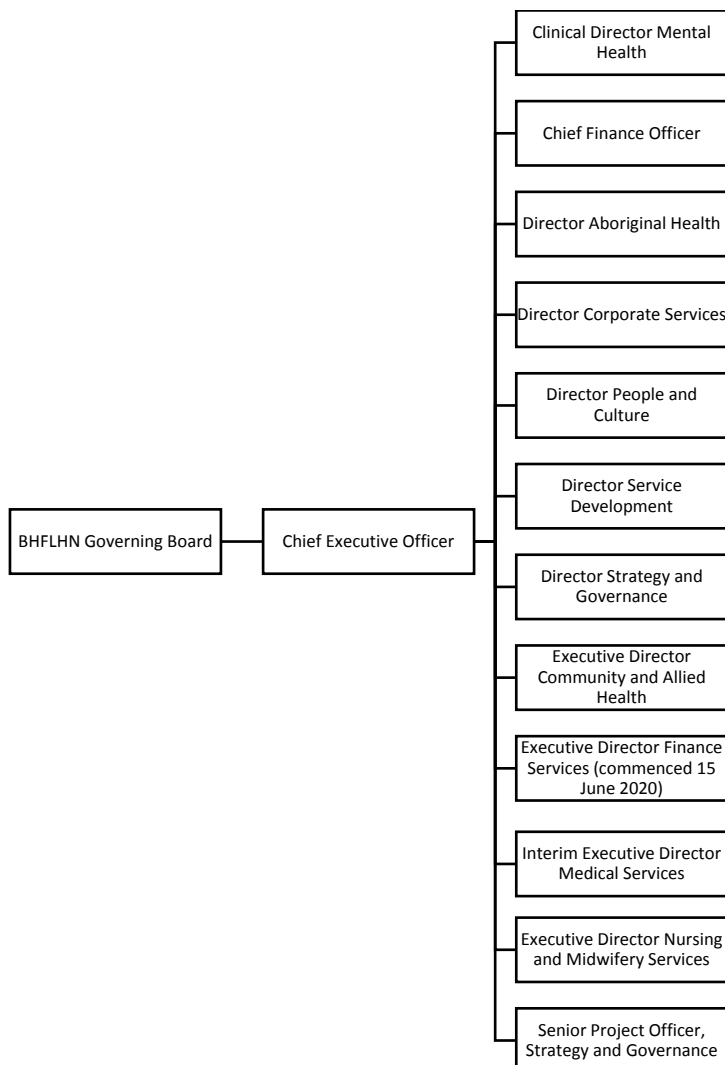 Clinical Director Mental
Health
Chief Finance Officer
Director Aboriginal Health
Director Corporate Services
Director People and
Culture
Director Service
Development
BHFLHN Governing Board
Chief Executive Officer
Director Strategy and
Governance
Executive Director
Community and Allied
Health
Executive Director Finance
Services (commenced 15
June 2020)
Interim Executive Director
Medical Services
Executive Director Nursing
and Midwifery Services
Senior Project Officer,
Strategy and Governance